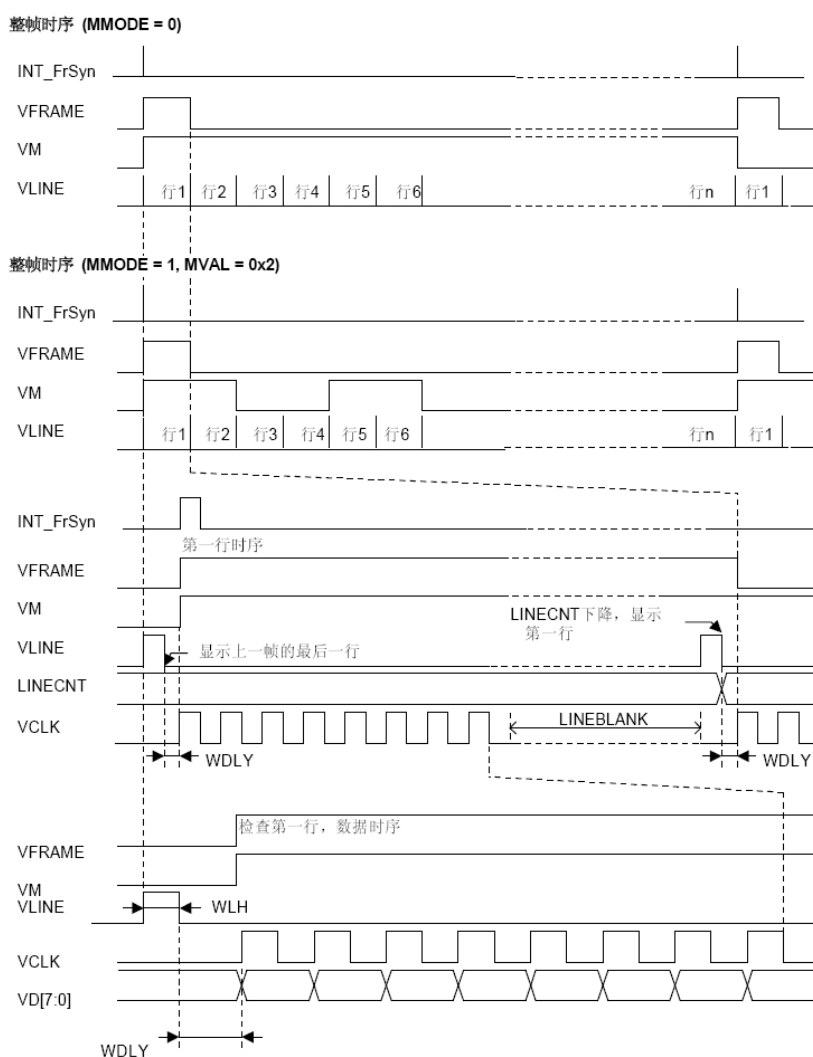 整帧时序 (MMODE = 0)
INT_FrSyn
VFRAME
VM
VLINE 行1 行2 行3 行4 行5 行6 行n 行1
整帧时序 (MMODE = 1, MVAL = 0x2)
INT_FrSyn
VFRAME
VM
VLINE 行1 行2 行3 行4 行5 行6 行n 行1
INT_FrSyn
第一行时序
VFRAME
VM
LINECNT下降，显示
第一行
VLINE 显示上一帧的最后一行
LINECNT
VCLK LINEBLANK
WDLY WDLY
检查第一行，数据时序
VFRAME
VM
VLINE WLH
VCLK
VD[7:0]
WDLY